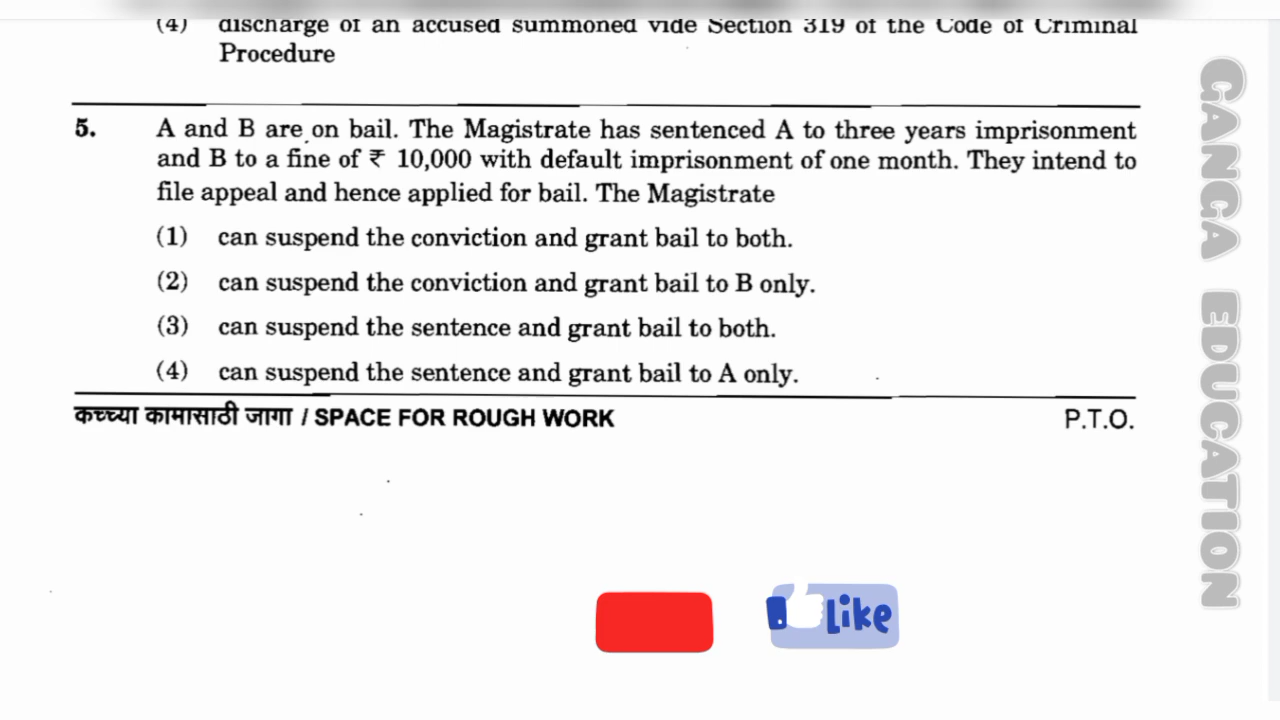 (4) discharge of an accused summoned vide Section 319 of the Code of Criminal
Procedure
5. A and B are on bail. The Magistrate has sentenced A to three years imprisonment
and B to a fine of ₹ 10,000 with default imprisonment of one month. They intend to
file appeal and hence applied for bail. The Magistrate
(1) can suspend the conviction and grant bail to both.
(2) can suspend the conviction and grant bail to B only.
(3) can suspend the sentence and grant bail to both.
(4) can suspend the sentence and grant bail to A only.
कच्च्या कामासाठी जागा / SPACE FOR ROUGH WORK P.T.O.
Like
GANGA EDUCATION